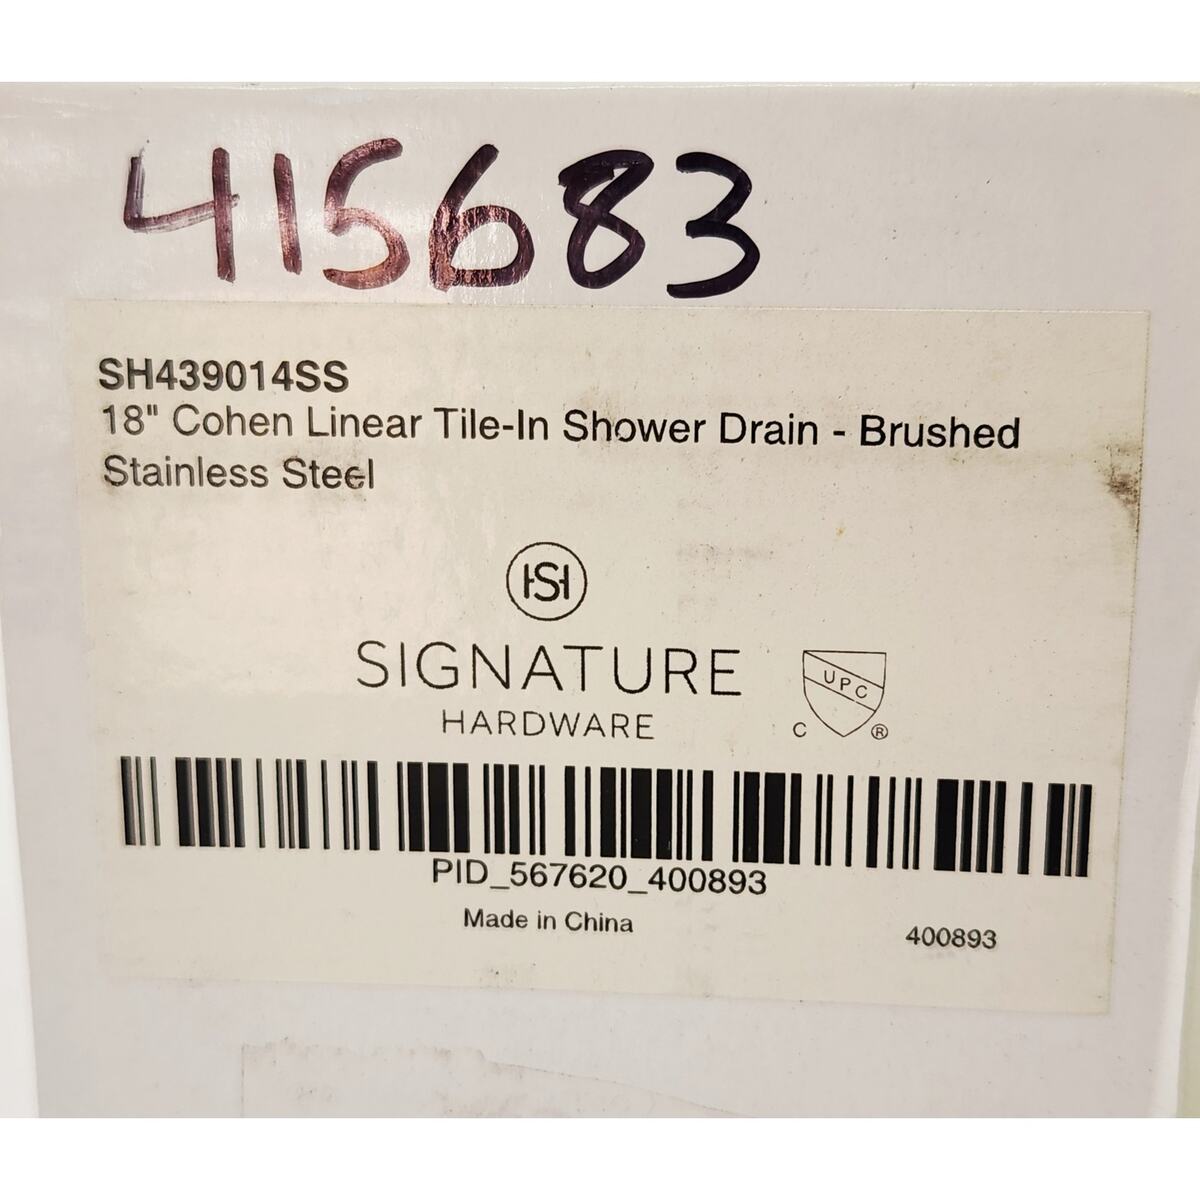 415683
SH439014SS
18" Cohen Linear Tile-In Shower Drain - Brushed
Stainless Steel
HSH
SIGNATURE
HARDWARE
UPC
C ®
PID_567620_400893
Made in China
400893